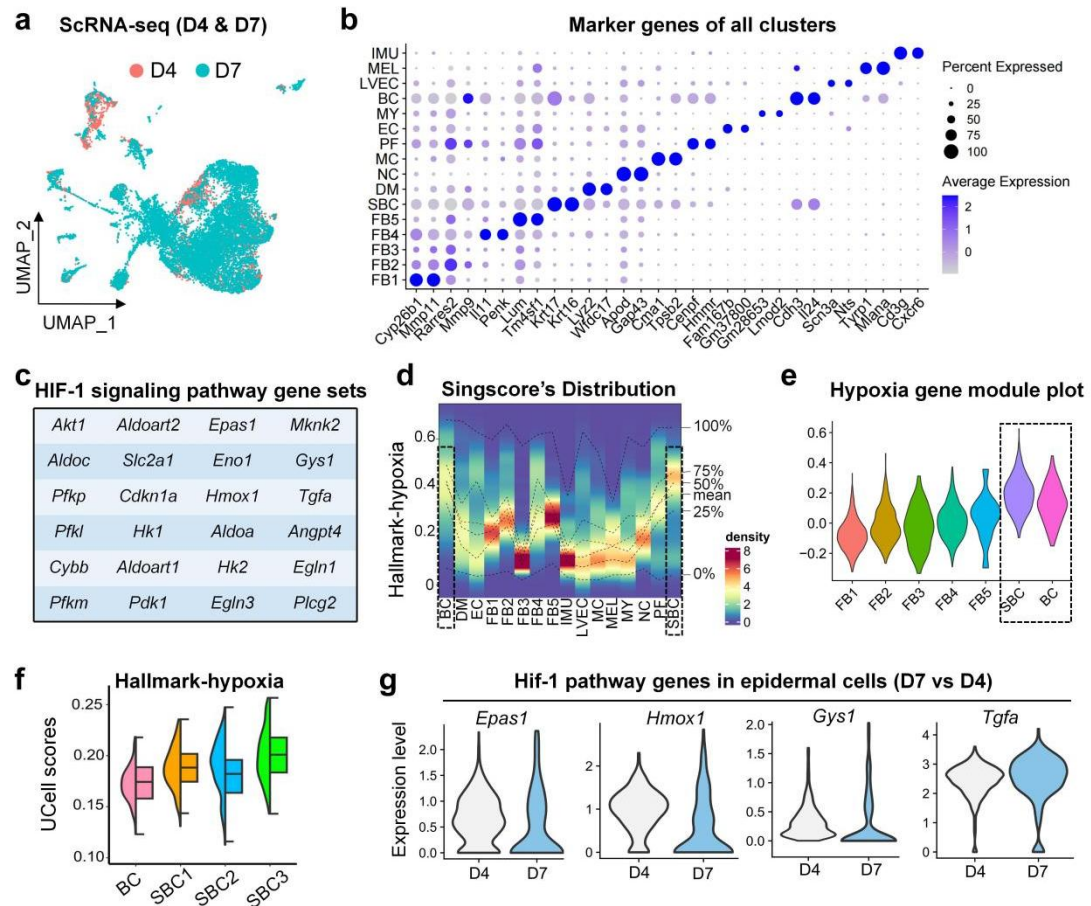 a
ScRNA-seq (D4 & D7)
D4 D7
UMAP_2
UMAP_1
b
Marker genes of all clusters
IMU
MEL
LVEC
BC
MY
EC
PF
MC
NC
DM
SBC
FB5
FB4
FB3
FB2
FB1
Cyp26b1 Mmp11 Rarres2 Mmp9 Il11 Penk Lum Tm4sf1 Krt17 Krt16 Lyz2 Wfdc17 Apod Gap43 Cma1 Tpsb2 Cenpf Hmmr Fam167b Gm37800 Gm28653 Lmod2 Cdh3 Il24 Scn3a Nts Tyrp1 Mlana Cd3g Cxcr6
Percent Expressed
0
25
50
75
100
Average Expression
2
1
0
c
HIF-1 signaling pathway gene sets
Akt1 Aldoart2 Epas1 Mknk2
Aldoc Slc2a1 Eno1 Gys1
Pfkp Cdkn1a Hmox1 Tgfa
Pfkl Hk1 Aldoa Angpt4
Cybb Aldoart1 Hk2 Egln1
Pfkm Pdk1 Egln3 Plcg2
d
Singscore's Distribution
Hallmark-hypoxia
0.6
0.4
0.2
0
100%
75%
50%
mean
25%
0%
density
8
6
4
2
0
BC DM EC FB1 FB2 FB3 FB4 FB5 IMU LVEC MC MEL MY NC PF SBC
e
Hypoxia gene module plot
0.6
0.4
0.2
0.0
−0.2
FB1 FB2 FB3 FB4 FB5 SBC BC
f
Hallmark-hypoxia
UCell scores
0.25
0.20
0.15
0.10
BC SBC1 SBC2 SBC3
g
Hif-1 pathway genes in epidermal cells (D7 vs D4)
Expression level
Epas1
2.0
1.5
1.0
0.5
0.0
D4 D7
Hmox1
2
1
0
D4 D7
Gys1
2.0
1.5
1.0
0.5
0.0
D4 D7
Tgfa
4
3
2
1
0
D4 D7